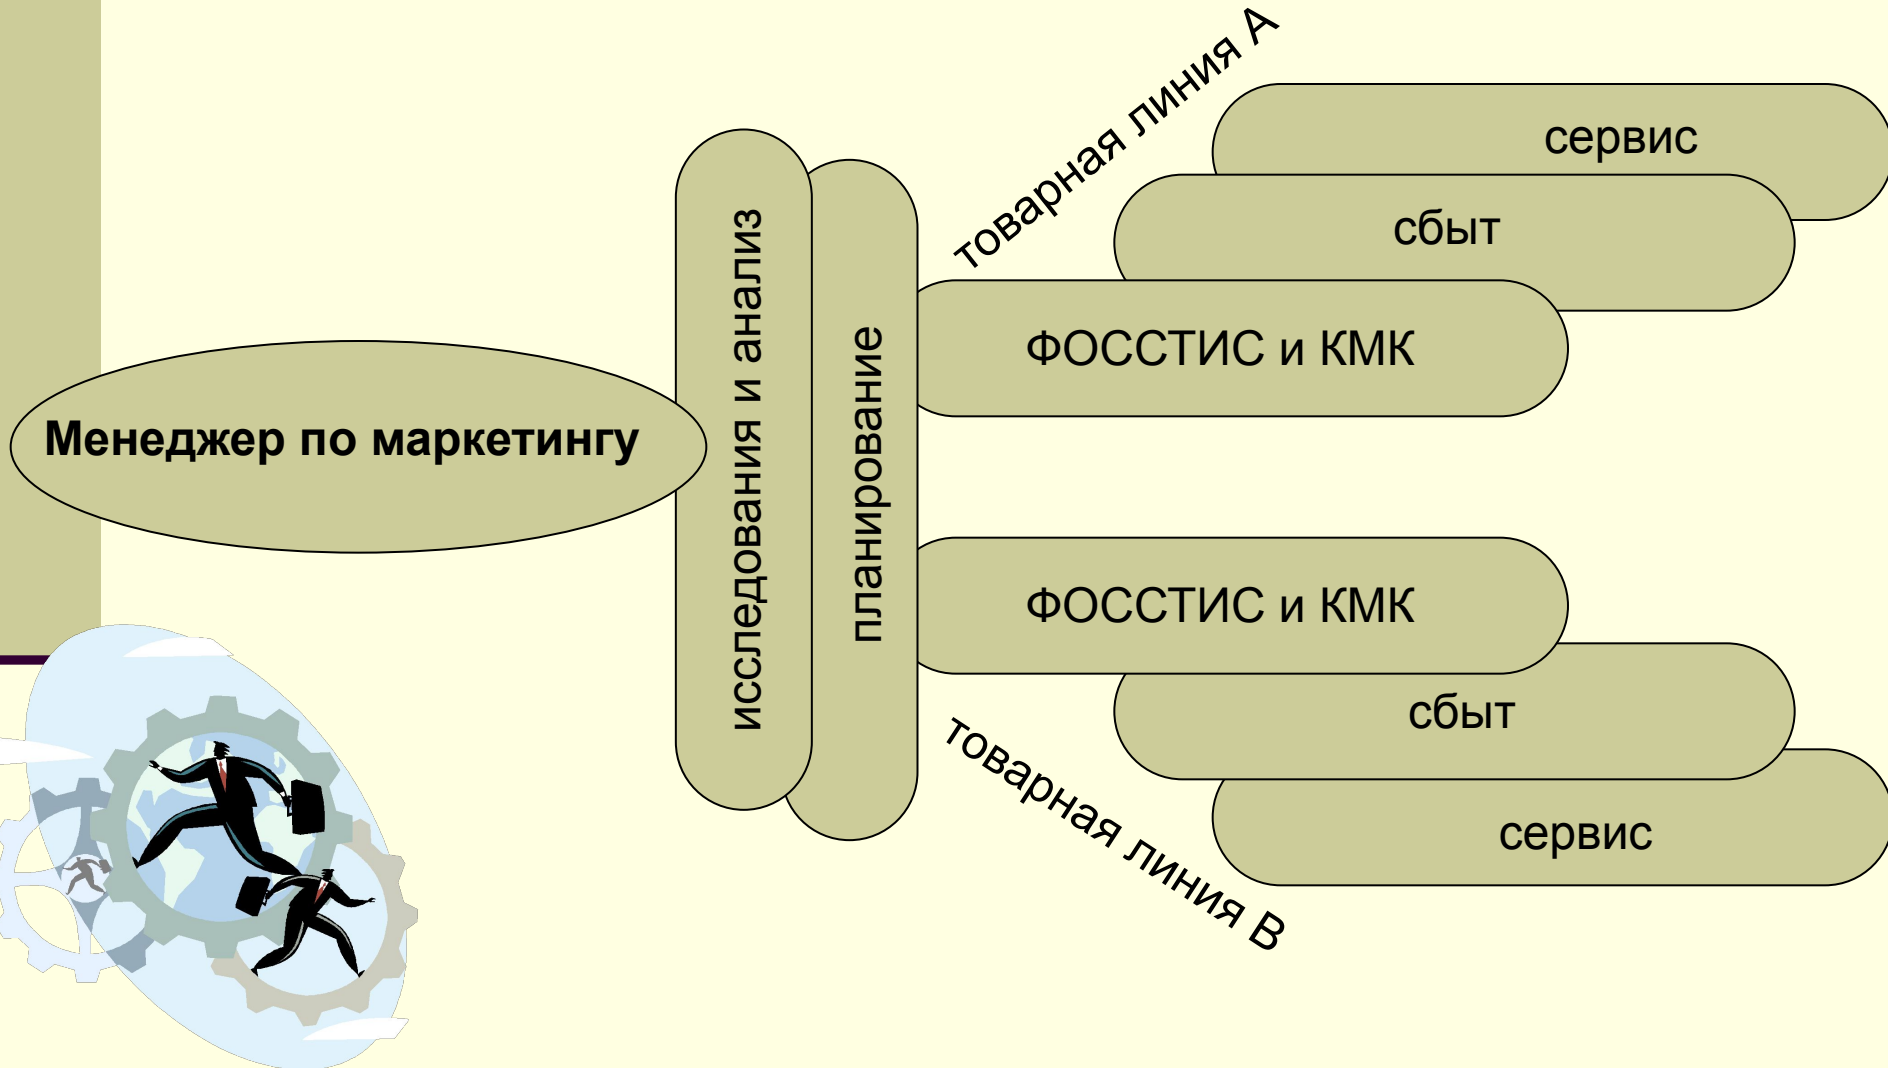 Менеджер по маркетингу
исследования и анализ
планирование
товарная линия А
сервис
сбыт
ФОССТИС и КМК
ФОССТИС и КМК
сбыт
сервис
товарная линия В